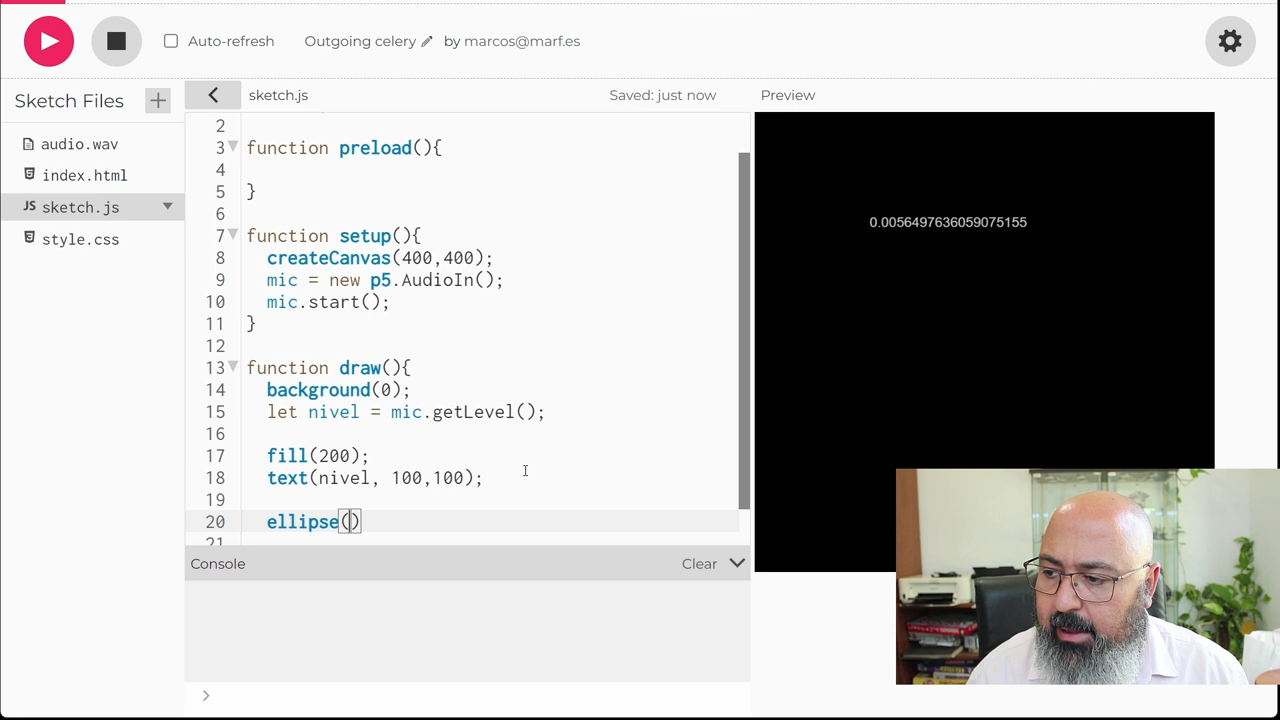 Auto-refresh
Outgoing celery
by marcos@marf.es
Sketch Files
sketch.js
Saved: just now
Preview
audio.wav
index.html
JS sketch.js
style.css
2
3 function preload(){
4
5 }
6
7 function setup(){
8 createCanvas(400,400);
9 mic = new p5.AudioIn();
10 mic.start();
11 }
12
13 function draw(){
14 background(0);
15 let nivel = mic.getLevel();
16
17 fill(200);
18 text(nivel, 100,100);
19
20 ellipse()
21
0.0056497636059075155
Console
Clear
>